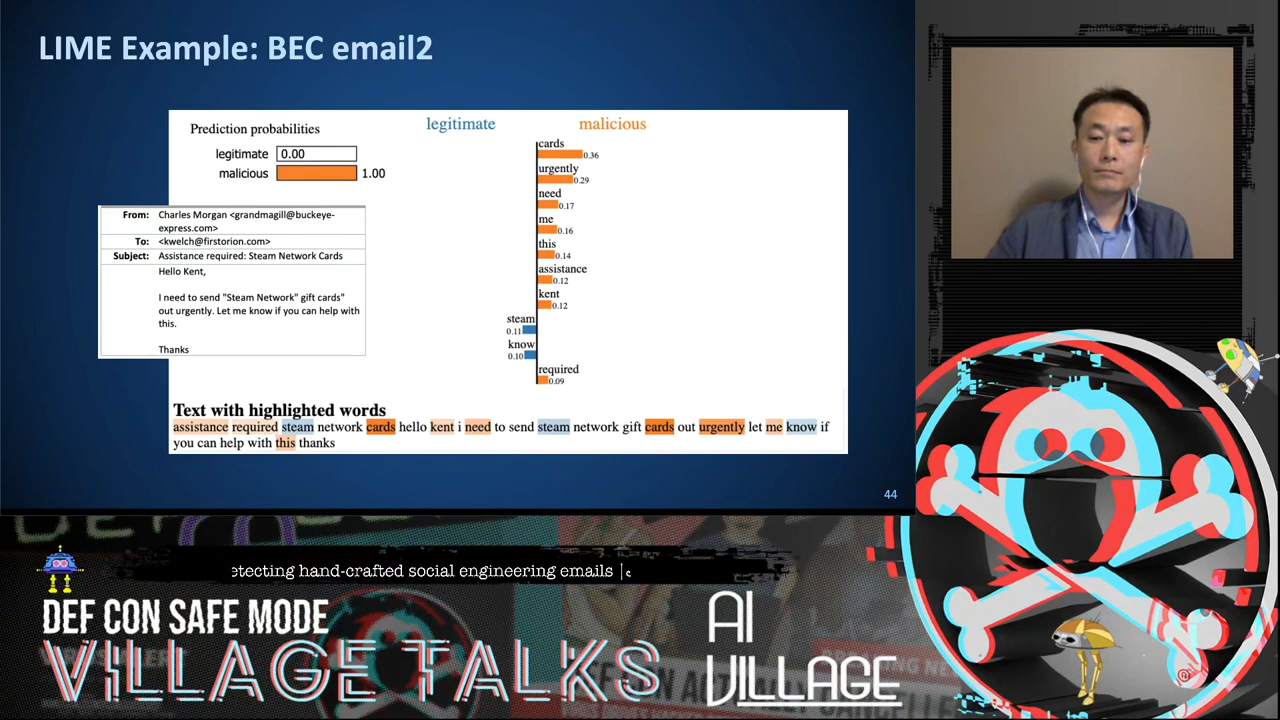 LIME Example: BEC email2
Prediction probabilities
legitimate 0.00
malicious 1.00
legitimate malicious
cards
0.36
urgently
0.29
need
0.17
me
0.16
this
0.14
assistance
0.12
kent
0.12
steam
0.11
know
0.10
required
0.09
From: Charles Morgan <grandmagill@buckeye-
express.com>
To: <kwelch@firstorion.com>
Subject: Assistance required: Steam Network Cards
Hello Kent,
I need to send "Steam Network" gift cards"
out urgently. Let me know if you can help with
this.
Thanks
Text with highlighted words
assistance required steam network cards hello kent i need to send steam network gift cards out urgently let me know if
you can help with this thanks
44
etecting hand-crafted social engineering emails |
DEF CON SAFE MODE
VILLAGE TALKS
AI
VILLAGE